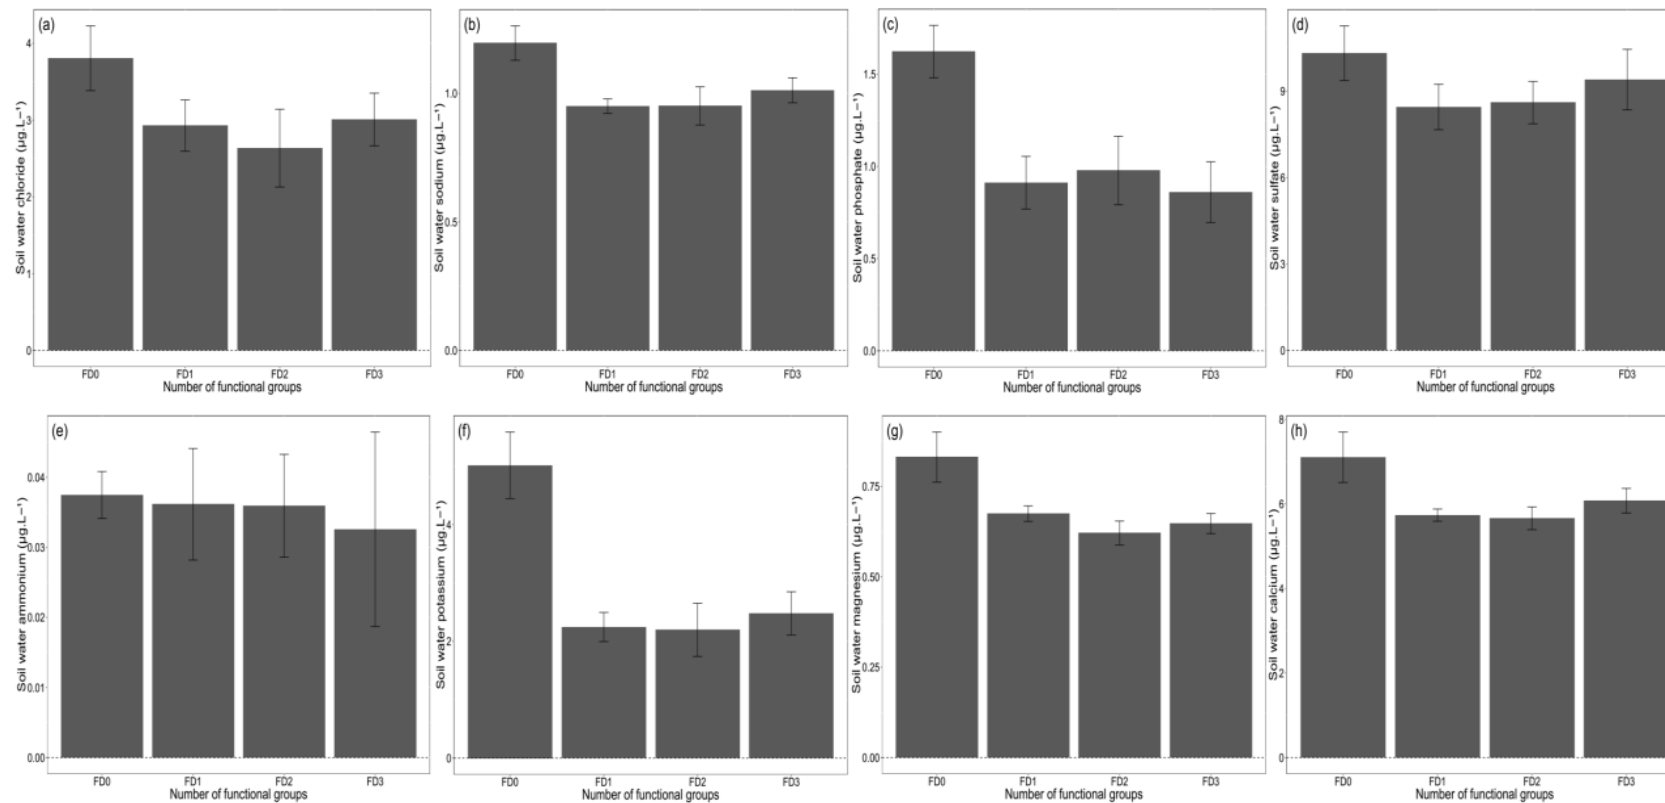 (a)
Soil water chloride (µg.L−¹)
4
3
2
1
0
FD0 FD1 FD2 FD3
Number of functional groups
(b)
Soil water sodium (µg.L−¹)
1.0
0.5
0.0
FD0 FD1 FD2 FD3
Number of functional groups
(c)
Soil water phosphate (µg.L−¹)
1.5
1.0
0.5
0.0
FD0 FD1 FD2 FD3
Number of functional groups
(d)
Soil water sulfate (µg.L−¹)
9
6
3
0
FD0 FD1 FD2 FD3
Number of functional groups
(e)
Soil water ammonium (µg.L−¹)
0.04
0.03
0.02
0.01
0.00
FD0 FD1 FD2 FD3
Number of functional groups
(f)
Soil water potassium (µg.L−¹)
4
2
0
FD0 FD1 FD2 FD3
Number of functional groups
(g)
Soil water magnesium (µg.L−¹)
0.75
0.50
0.25
0.00
FD0 FD1 FD2 FD3
Number of functional groups
(h)
Soil water calcium (µg.L−¹)
8
6
4
2
0
FD0 FD1 FD2 FD3
Number of functional groups